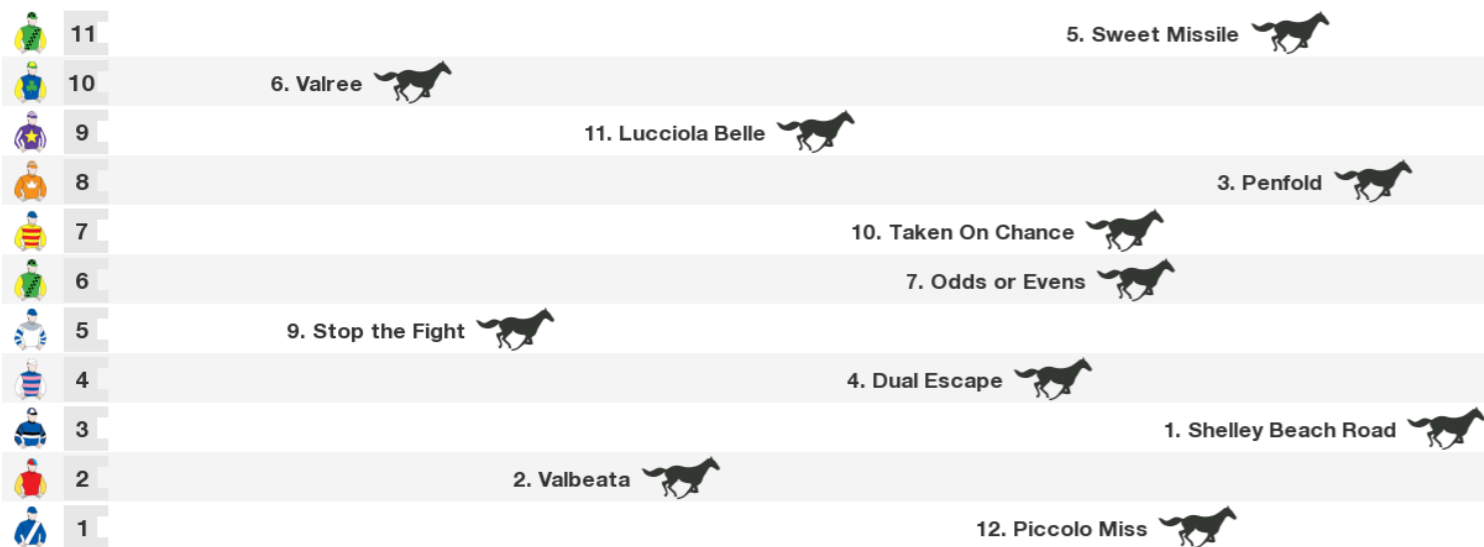 11 5. Sweet Missile
10 6. Valree
9 11. Lucciola Belle
8 3. Penfold
7 10. Taken On Chance
6 7. Odds or Evens
5 9. Stop the Fight
4 4. Dual Escape
3 1. Shelley Beach Road
2 2. Valbeata
1 12. Piccolo Miss